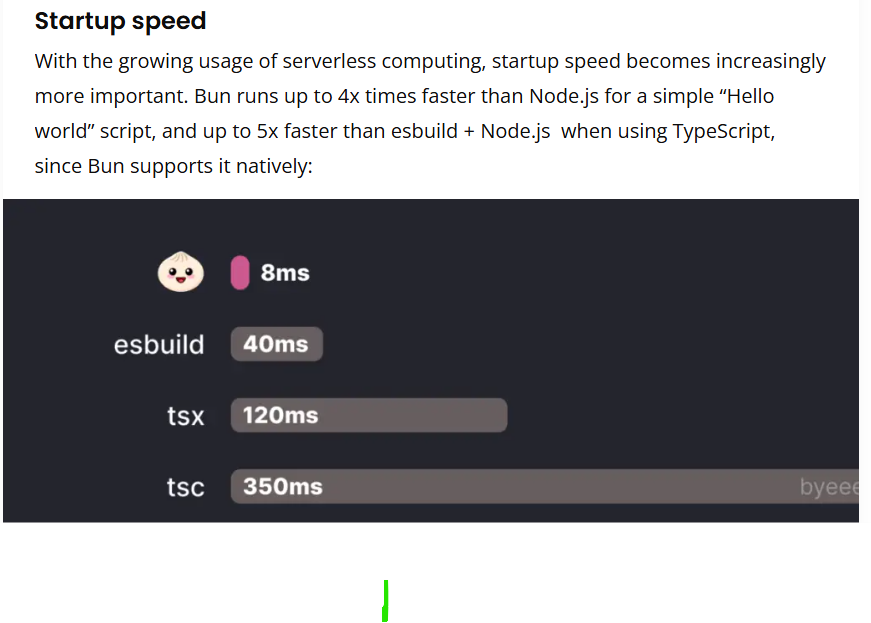 Startup speed
With the growing usage of serverless computing, startup speed becomes increasingly
more important. Bun runs up to 4x times faster than Node.js for a simple “Hello
world” script, and up to 5x faster than esbuild + Node.js  when using TypeScript,
since Bun supports it natively:
8ms
esbuild 40ms
tsx 120ms
tsc 350ms byeee